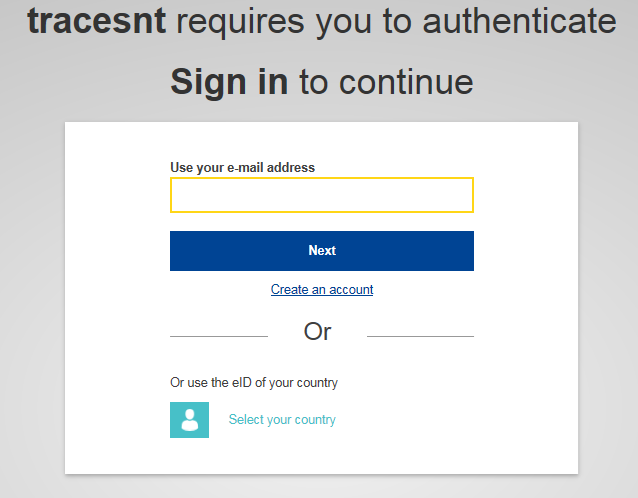 tracesnt requires you to authenticate
Sign in to continue
Use your e-mail address
Next
Create an account
Or
Or use the eID of your country
Select your country